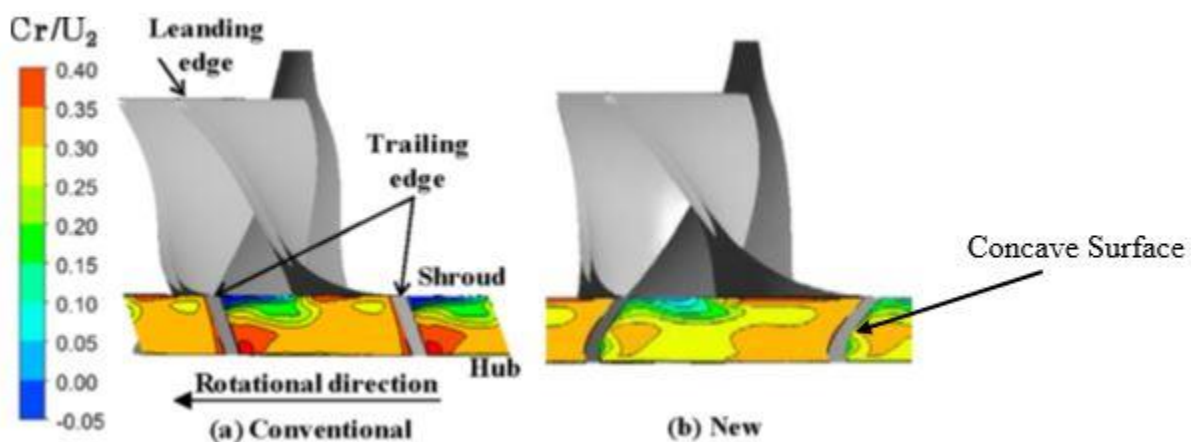 Cr/U2
0.40
0.35
0.30
0.25
0.20
0.15
0.10
0.05
0.00
-0.05
Leanding
edge
Trailing
edge
Shroud
Hub
Rotational direction
(a) Conventional
Concave Surface
(b) New